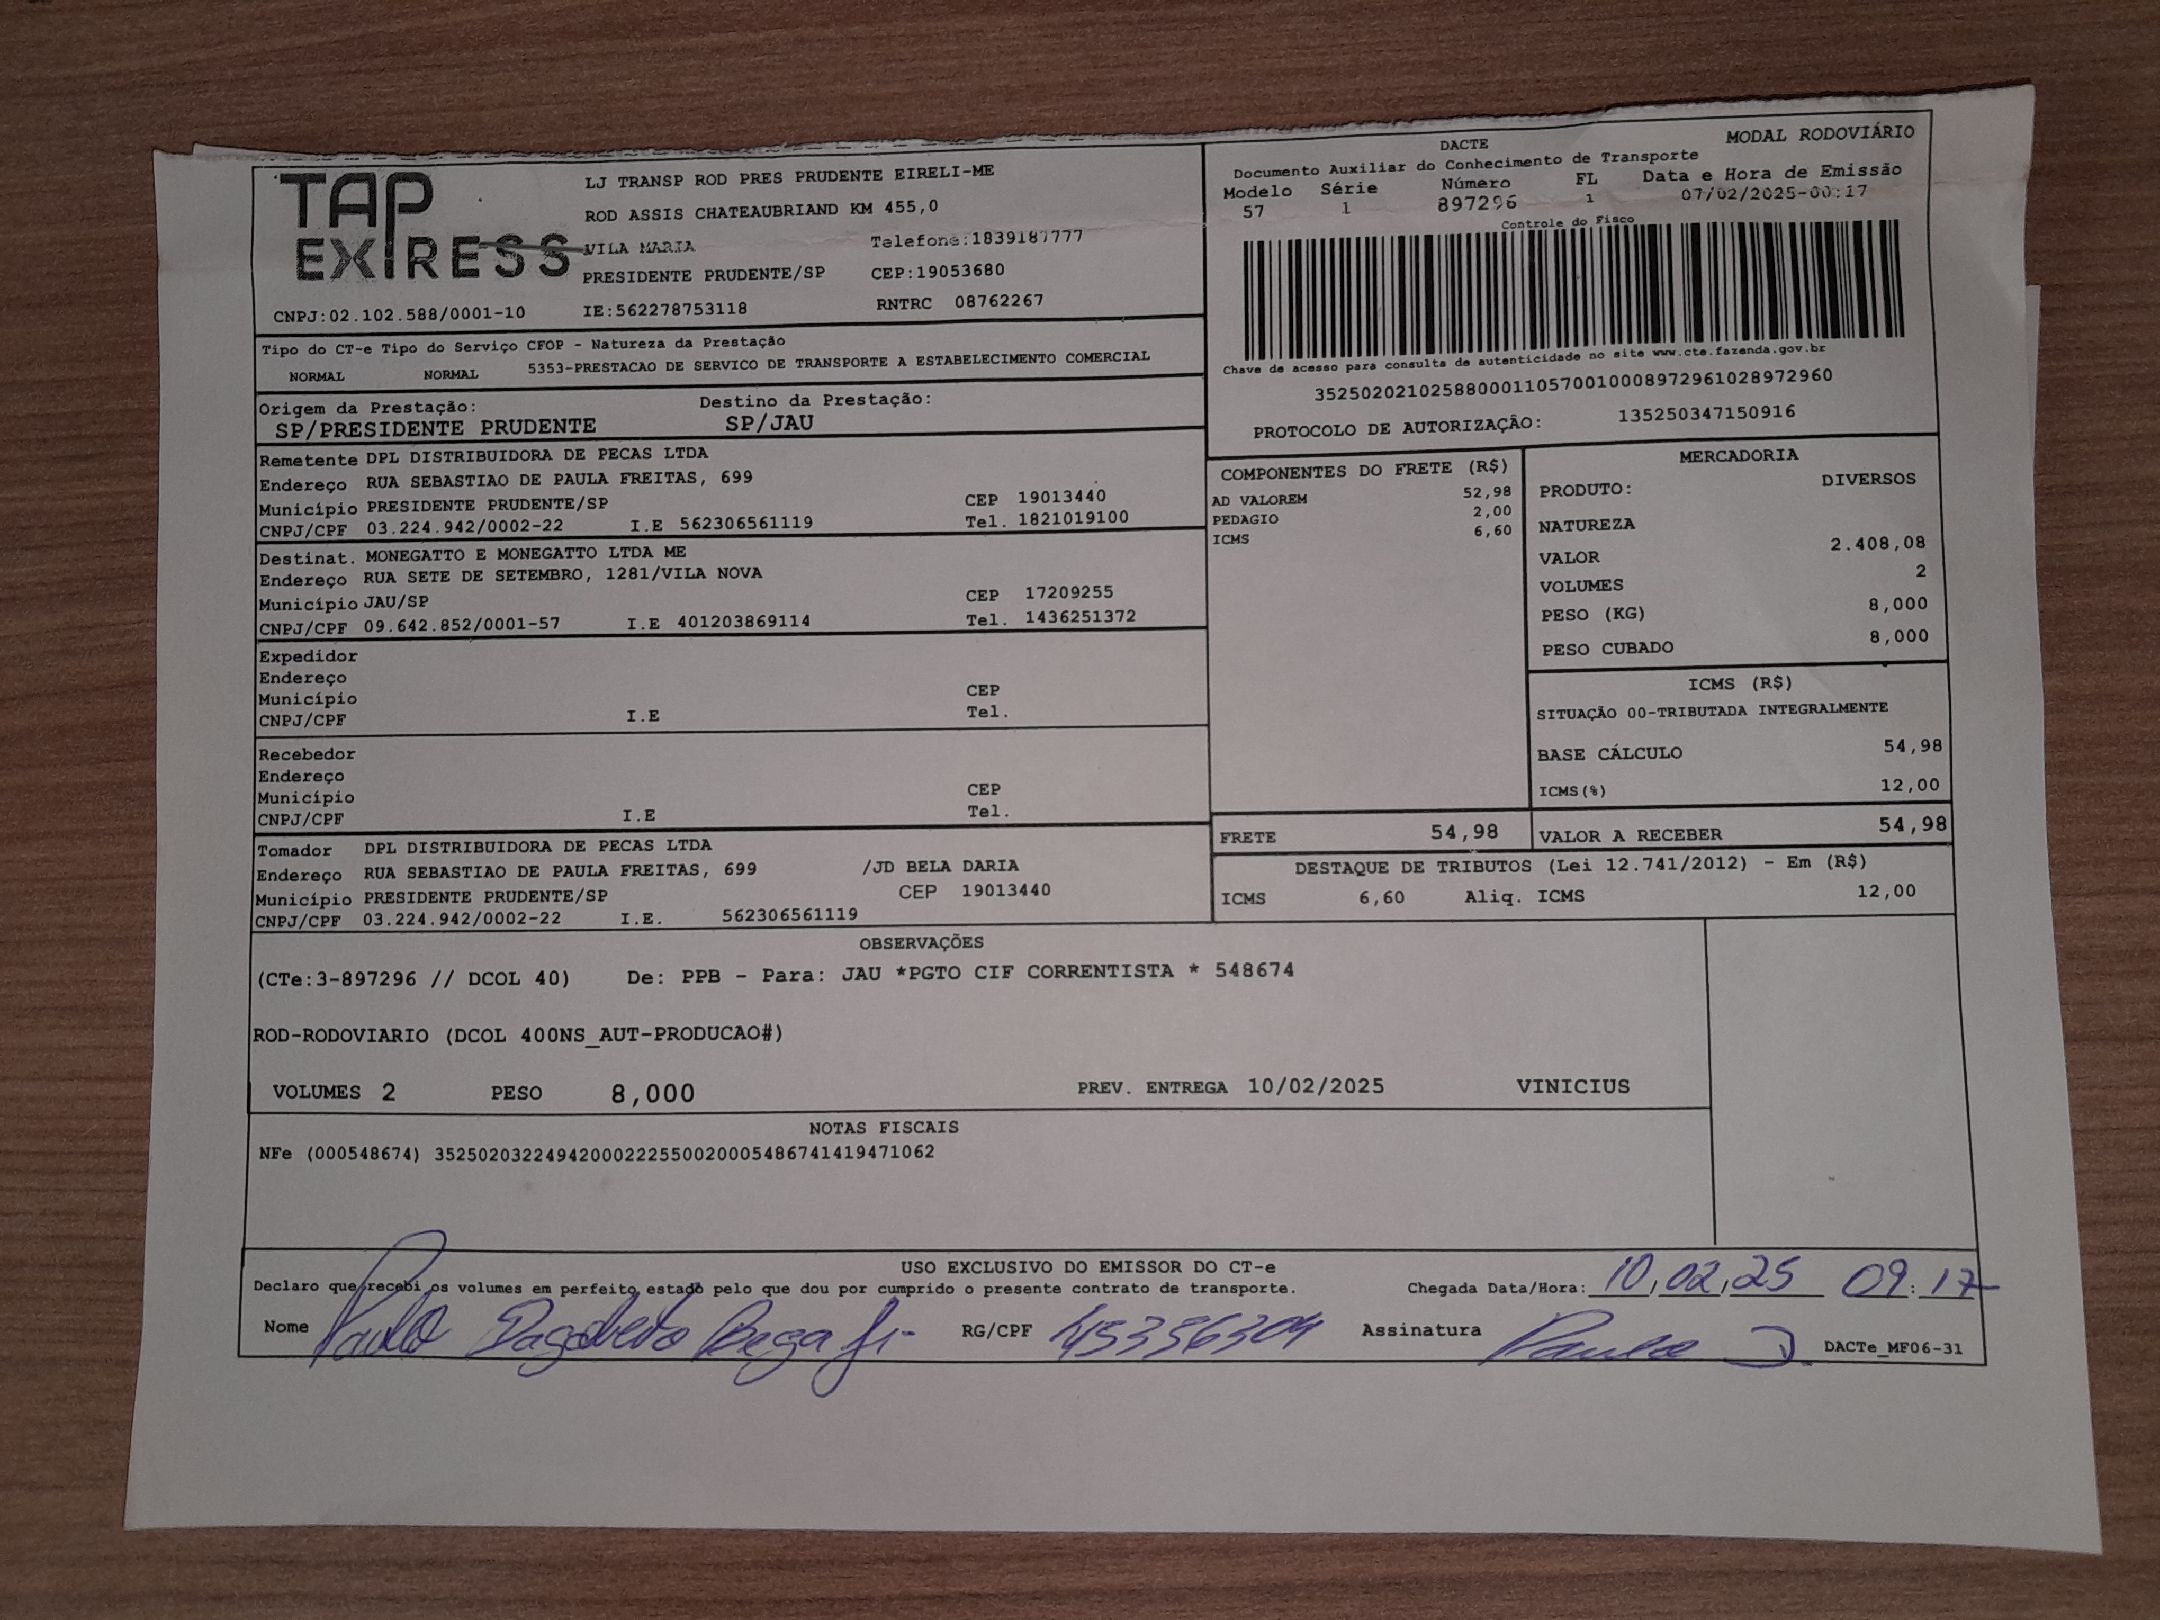 TAP EXPRESS
LJ TRANSP ROD PRES PRUDENTE EIRELI-ME
ROD ASSIS CHATEAUBRIAND KM 455,0
VILA MARIA Telefone:1839187777
PRESIDENTE PRUDENTE/SP CEP:19053680
CNPJ:02.102.588/0001-10 IE:562278753118 RNTRC 08762267
DACTE MODAL RODOVIÁRIO
Documento Auxiliar do Conhecimento de Transporte
Modelo Série Número FL Data e Hora de Emissão
57 1 897296 1 07/02/2025-00:17
Controle do Fisco
Chave de acesso para consulta de autenticidade no site www.cte.fazenda.gov.br
35250202102588000110570010008972961028972960
PROTOCOLO DE AUTORIZAÇÃO: 135250347150916
Tipo do CT-e Tipo do Serviço CFOP - Natureza da Prestação
NORMAL NORMAL 5353-PRESTACAO DE SERVICO DE TRANSPORTE A ESTABELECIMENTO COMERCIAL
Origem da Prestação: Destino da Prestação:
SP/PRESIDENTE PRUDENTE SP/JAU
Remetente DPL DISTRIBUIDORA DE PECAS LTDA
Endereço RUA SEBASTIAO DE PAULA FREITAS, 699
Município PRESIDENTE PRUDENTE/SP CEP 19013440
CNPJ/CPF 03.224.942/0002-22 I.E 562306561119 Tel. 1821019100
Destinat. MONEGATTO E MONEGATTO LTDA ME
Endereço RUA SETE DE SETEMBRO, 1281/VILA NOVA
Município JAU/SP CEP 17209255
CNPJ/CPF 09.642.852/0001-57 I.E 401203869114 Tel. 1436251372
Expedidor
Endereço
Município CEP
CNPJ/CPF I.E Tel.
Recebedor
Endereço
Município CEP
CNPJ/CPF I.E Tel.
Tomador DPL DISTRIBUIDORA DE PECAS LTDA
Endereço RUA SEBASTIAO DE PAULA FREITAS, 699 /JD BELA DARIA
Município PRESIDENTE PRUDENTE/SP CEP 19013440
CNPJ/CPF 03.224.942/0002-22 I.E. 562306561119
COMPONENTES DO FRETE (R$)
AD VALOREM 52,98
PEDAGIO 2,00
ICMS 6,60
MERCADORIA
PRODUTO: DIVERSOS
NATUREZA
VALOR 2.408,08
VOLUMES 2
PESO (KG) 8,000
PESO CUBADO 8,000
ICMS (R$)
SITUAÇÃO 00-TRIBUTADA INTEGRALMENTE
BASE CÁLCULO 54,98
ICMS(%) 12,00
FRETE 54,98 VALOR A RECEBER 54,98
DESTAQUE DE TRIBUTOS (Lei 12.741/2012) - Em (R$)
ICMS 6,60 Aliq. ICMS 12,00
OBSERVAÇÕES
(CTe:3-897296 // DCOL 40) De: PPB - Para: JAU *PGTO CIF CORRENTISTA * 548674
ROD-RODOVIARIO (DCOL 400NS_AUT-PRODUCAO#)
VOLUMES 2 PESO 8,000 PREV. ENTREGA 10/02/2025 VINICIUS
NOTAS FISCAIS
NFe (000548674) 35250203224942000222550020005486741419471062
USO EXCLUSIVO DO EMISSOR DO CT-e
Declaro que recebi os volumes em perfeito estado pelo que dou por cumprido o presente contrato de transporte. Chegada Data/Hora: 10,02,25 09:17
Nome Paulo Dagoberto RG/CPF 453356304 Assinatura DACTe_MF06-31